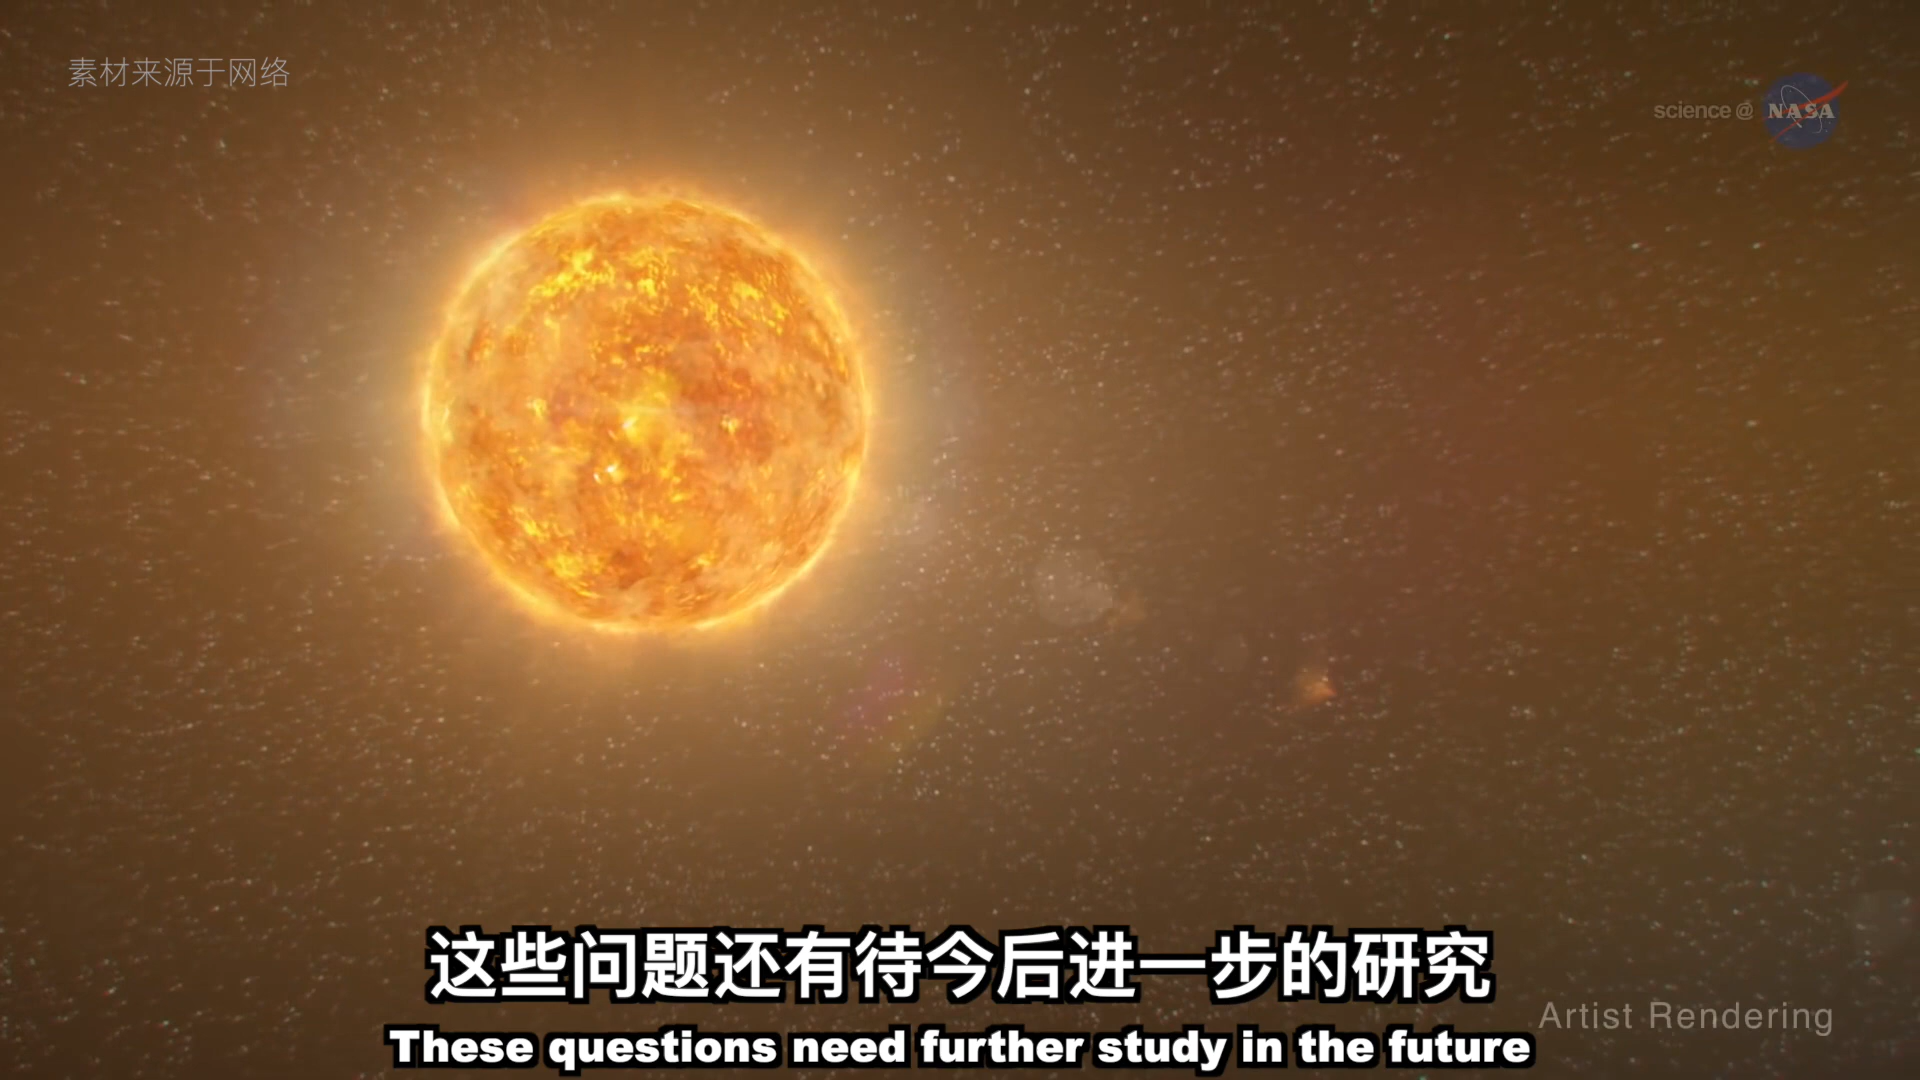 素材来源于网络
science @ NASA
这些问题还有待今后进一步的研究
Artist Rendering
These questions need further study in the future